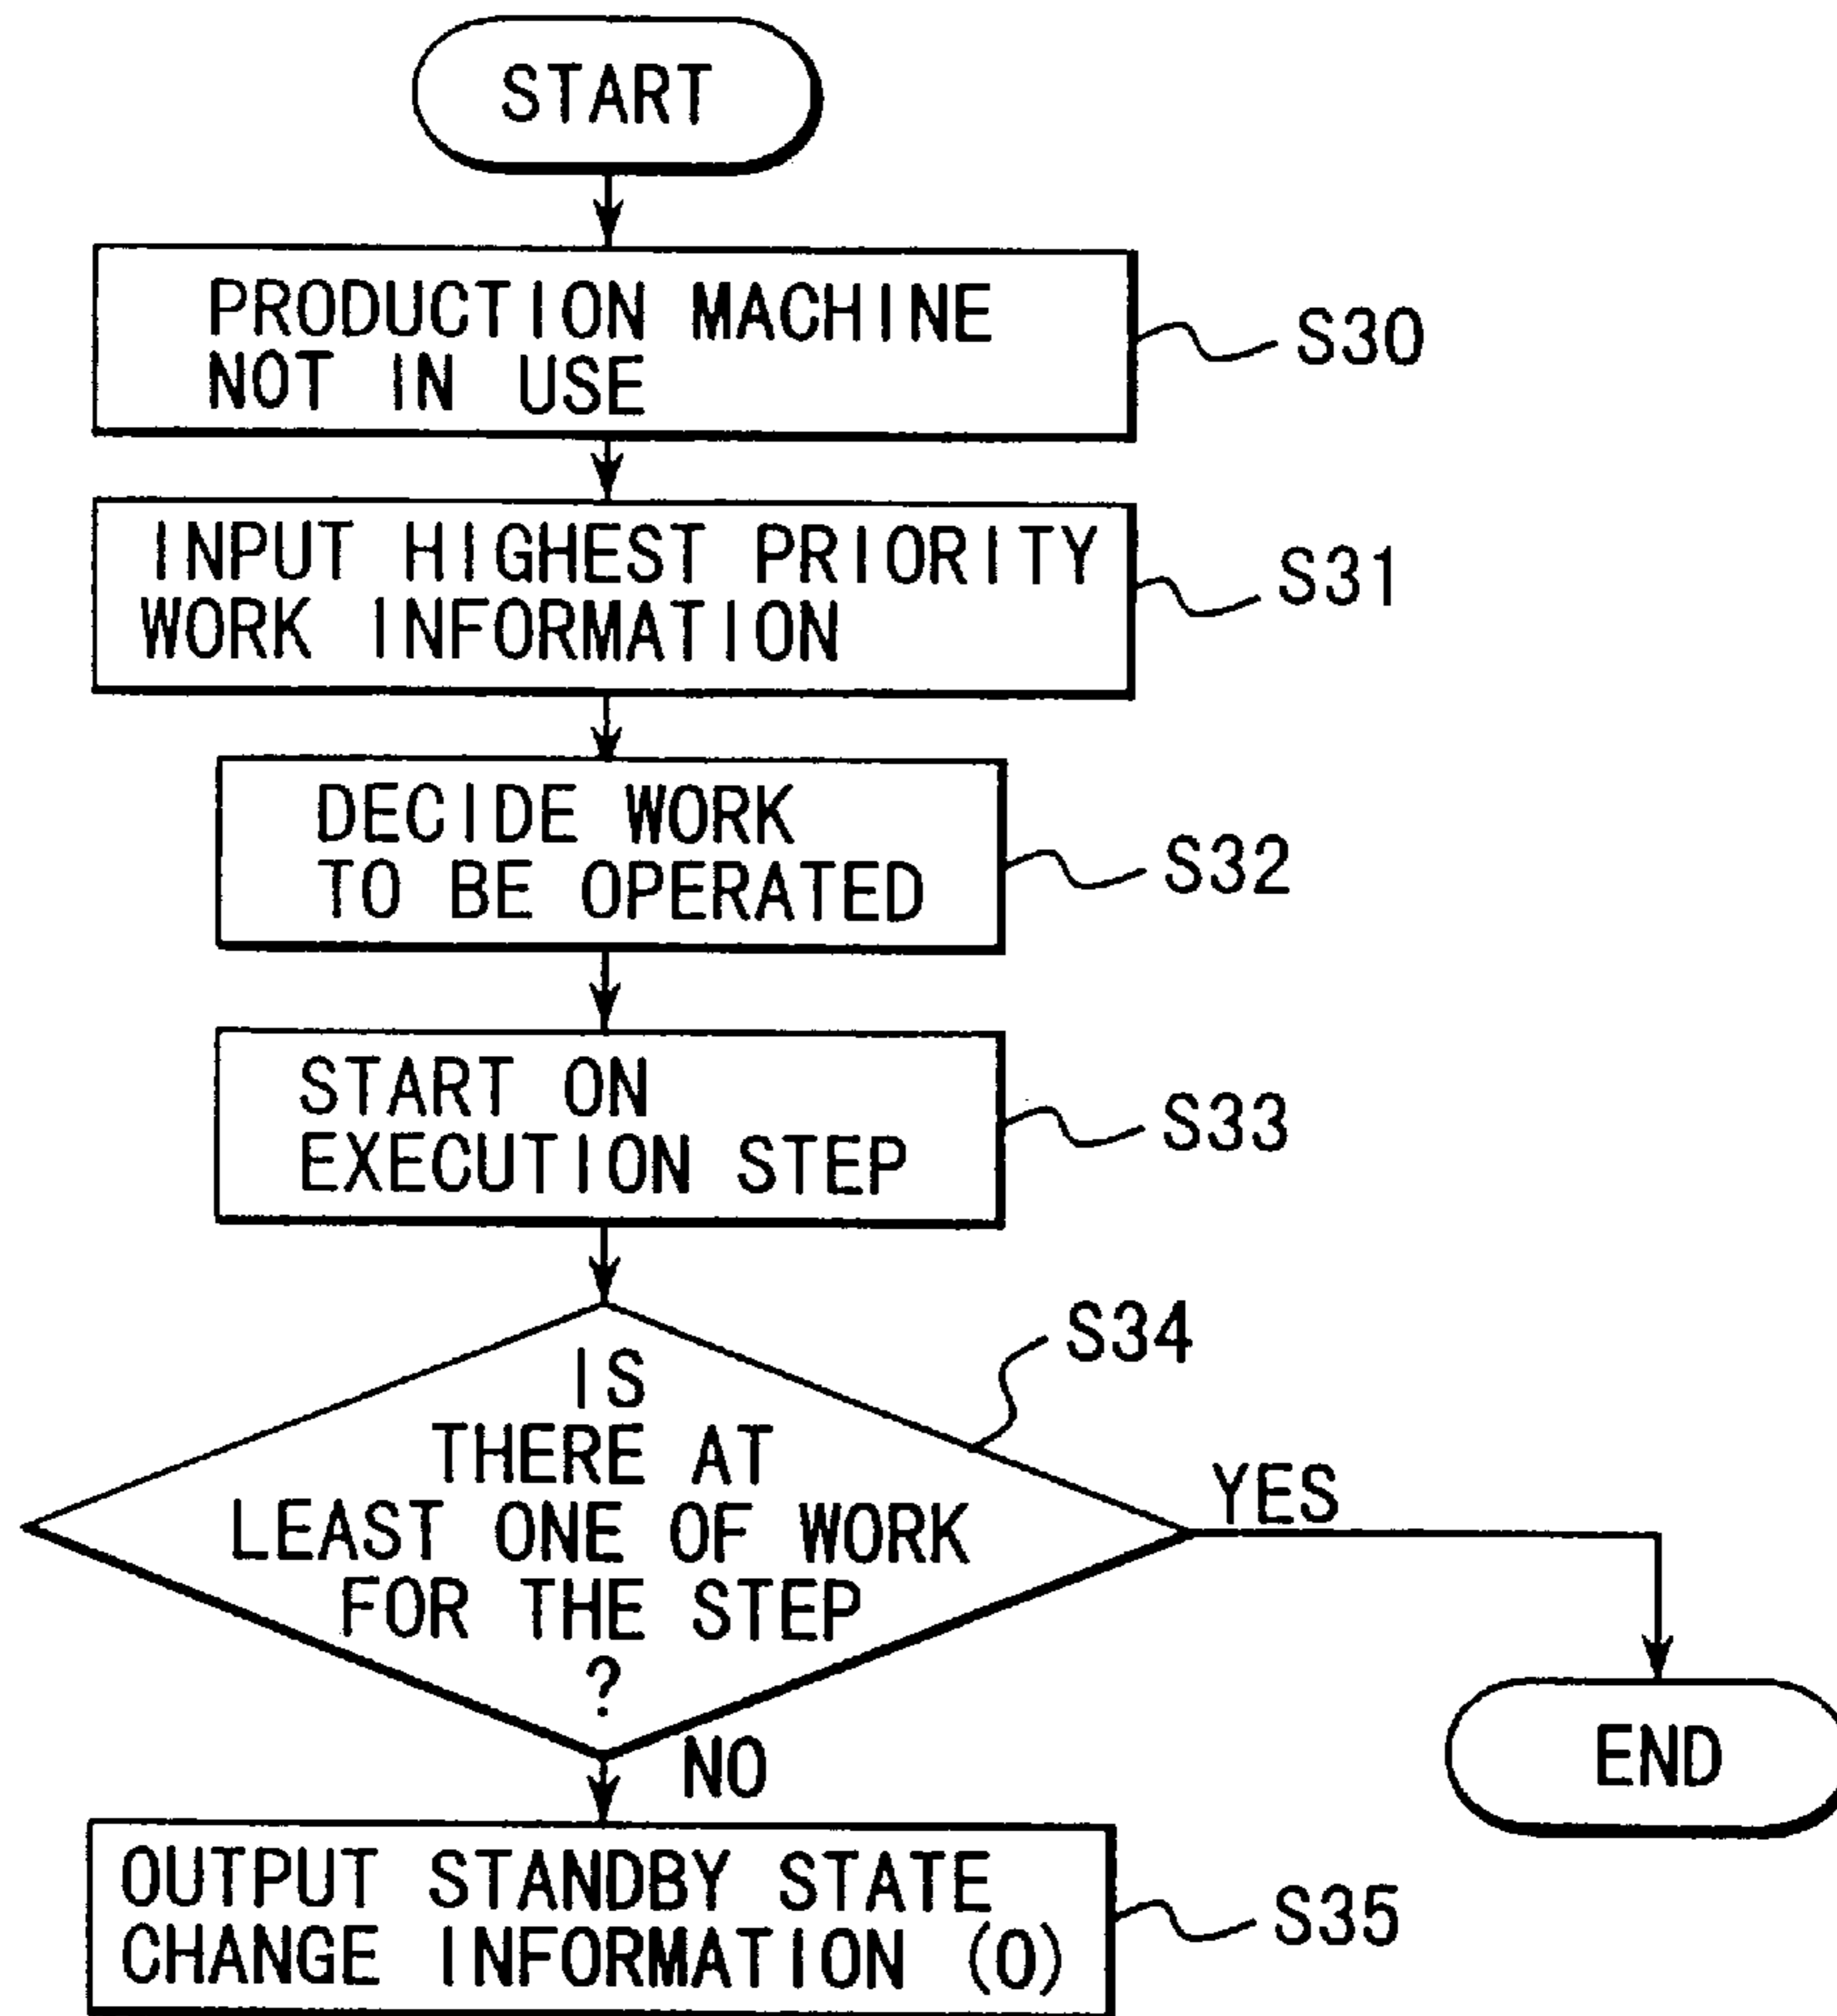 START
PRODUCTION MACHINE
NOT IN USE
S30
INPUT HIGHEST PRIORITY
WORK INFORMATION
S31
DECIDE WORK
TO BE OPERATED
S32
START ON
EXECUTION STEP
S33
IS
THERE AT
LEAST ONE OF WORK
FOR THE STEP
?
S34
YES
END
NO
OUTPUT STANDBY STATE
CHANGE INFORMATION (0)
S35